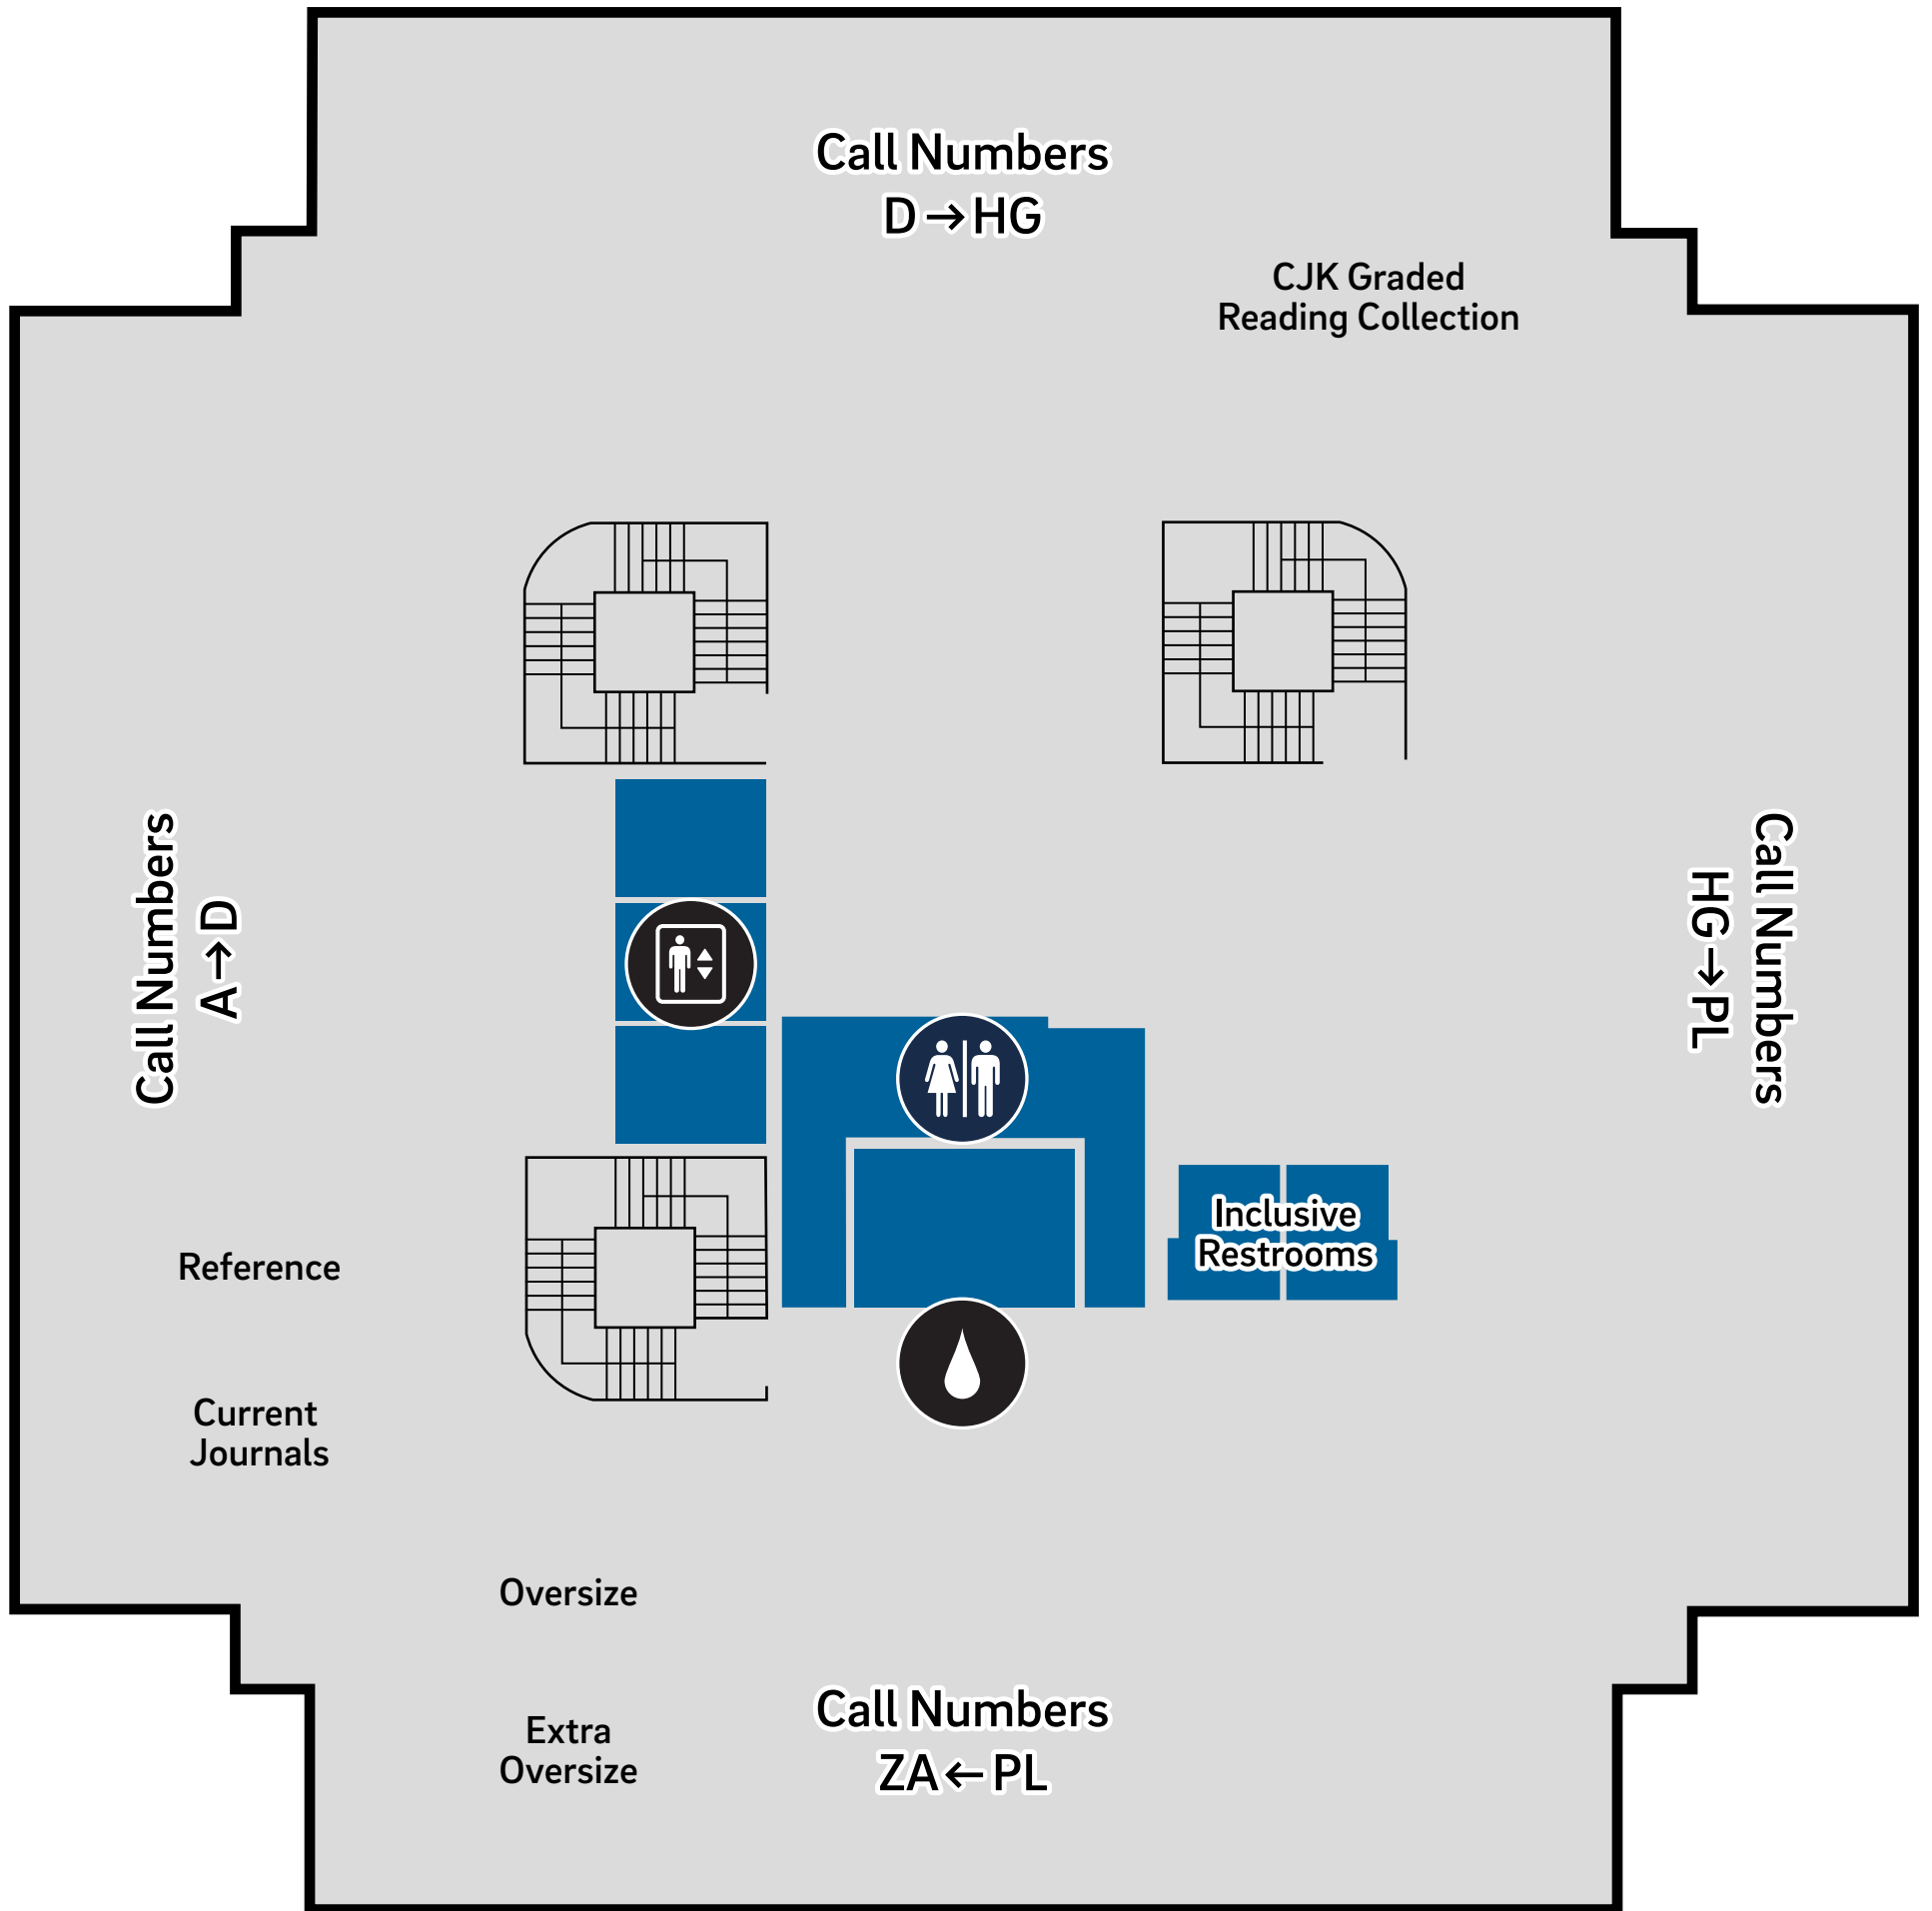 Call Numbers
D→HG
CJK Graded
Reading Collection
Call Numbers
A→D
Call Numbers
HG→PL
Inclusive
Restrooms
Reference
Current
Journals
Oversize
Extra
Oversize
Call Numbers
ZA←PL